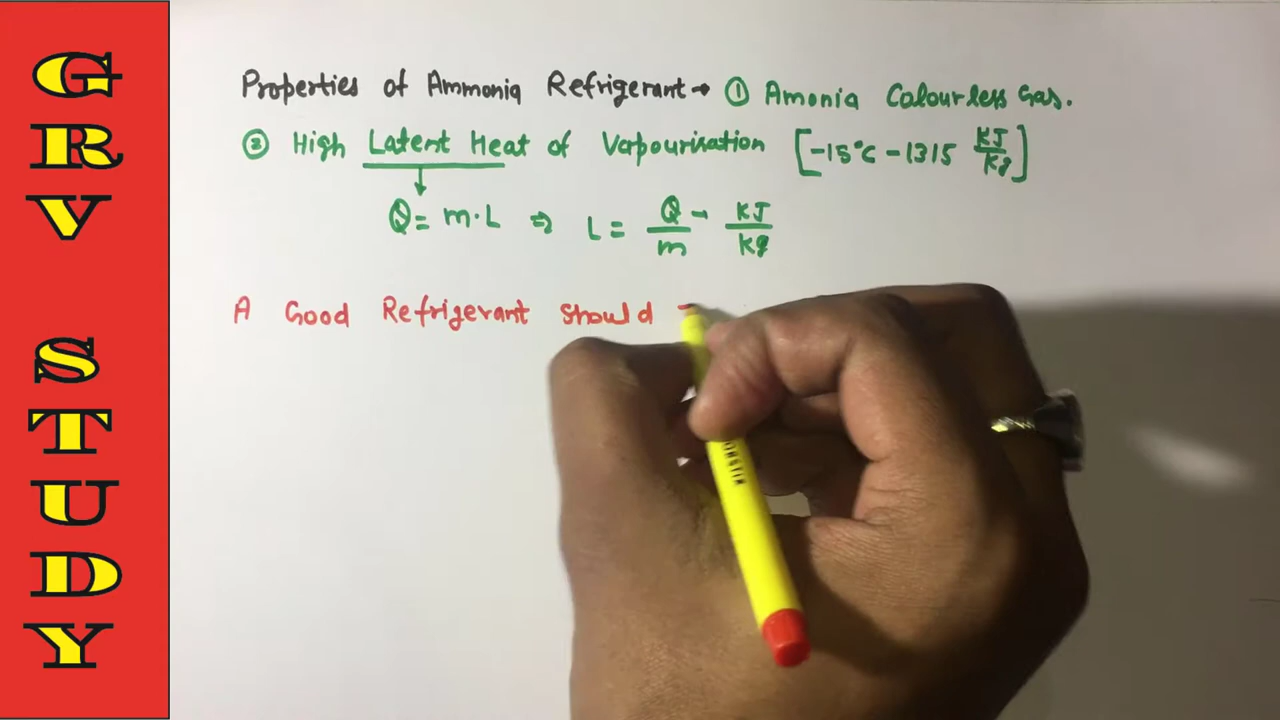 GRV STUDY
Properties of Ammonia Refrigerant → ① Amonia Colourless Gas.
② High Latent Heat of Vapourisation [-15°C - 1315 KJ/Kg]
Q = m·L ⇒ L = Q/m - KJ/Kg
A Good Refrigerant Should